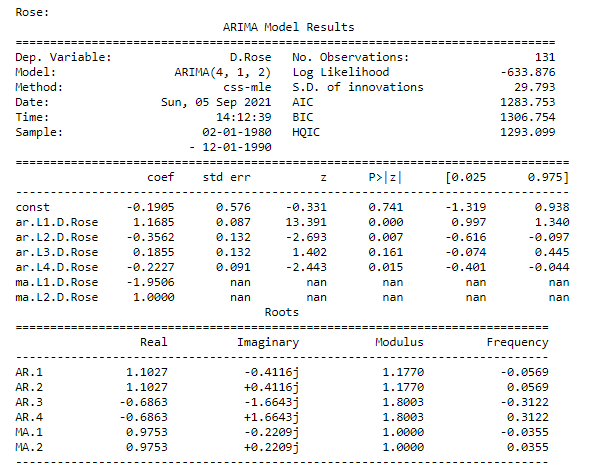 Rose:
ARIMA Model Results
==============================================================================
Dep. Variable: D.Rose No. Observations: 131
Model: ARIMA(4, 1, 2) Log Likelihood -633.876
Method: css-mle S.D. of innovations 29.793
Date: Sun, 05 Sep 2021 AIC 1283.753
Time: 14:12:39 BIC 1306.754
Sample: 02-01-1980 HQIC 1293.099
- 12-01-1990
================================================================================
coef std err z P>|z| [0.025 0.975]
--------------------------------------------------------------------------------
const -0.1905 0.576 -0.331 0.741 -1.319 0.938
ar.L1.D.Rose 1.1685 0.087 13.391 0.000 0.997 1.340
ar.L2.D.Rose -0.3562 0.132 -2.693 0.007 -0.616 -0.097
ar.L3.D.Rose 0.1855 0.132 1.402 0.161 -0.074 0.445
ar.L4.D.Rose -0.2227 0.091 -2.443 0.015 -0.401 -0.044
ma.L1.D.Rose -1.9506 nan nan nan nan nan
ma.L2.D.Rose 1.0000 nan nan nan nan nan
Roots
=============================================================================
Real Imaginary Modulus Frequency
-----------------------------------------------------------------------------
AR.1 1.1027 -0.4116j 1.1770 -0.0569
AR.2 1.1027 +0.4116j 1.1770 0.0569
AR.3 -0.6863 -1.6643j 1.8003 -0.3122
AR.4 -0.6863 +1.6643j 1.8003 0.3122
MA.1 0.9753 -0.2209j 1.0000 -0.0355
MA.2 0.9753 +0.2209j 1.0000 0.0355
-----------------------------------------------------------------------------